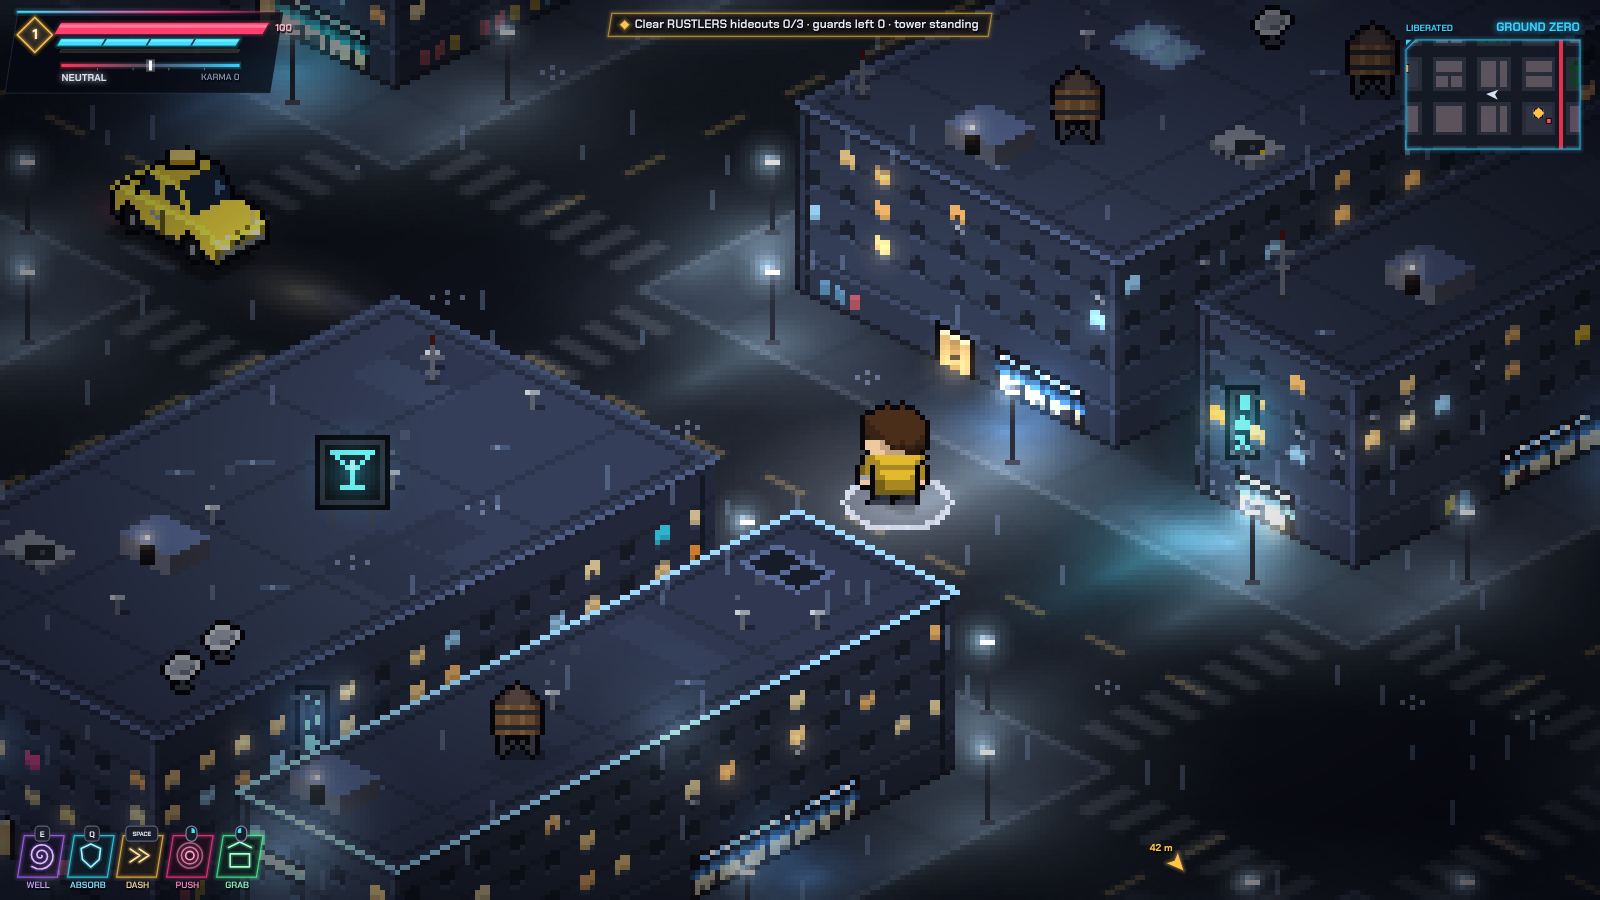 1
100
NEUTRAL
KARMA 0
Clear RUSTLERS hideouts 0/3 · guards left 0 · tower standing
LIBERATED
GROUND ZERO
42 m
E
Q
SPACE
WELL
ABSORB
DASH
PUSH
GRAB